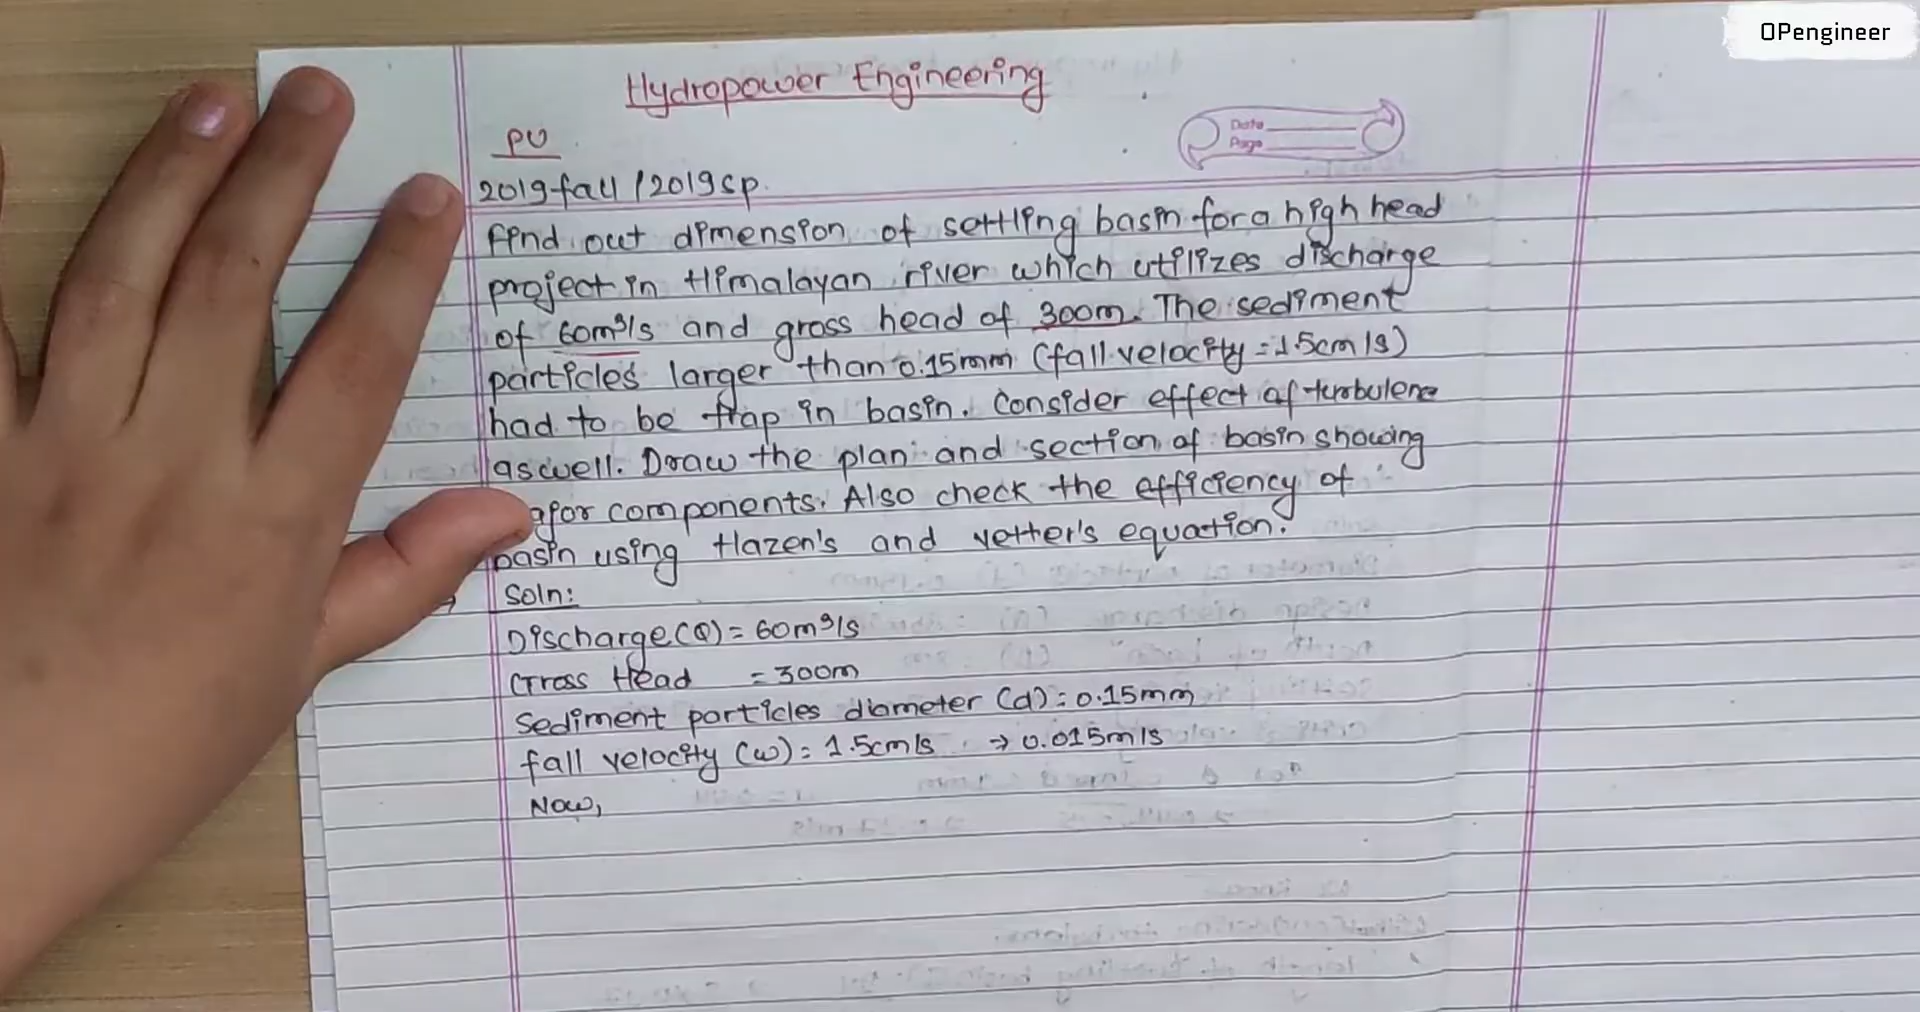 OPengineer
Hydropower Engineering
Date
Page
PU
2019 fall / 2019 sp.
Find out dimension of settling basin for a high head
project in Himalayan river which utilizes discharge
of 60m³/s and gross head of 300m. The sediment
particles larger than 0.15mm (fall velocity = 1.5cm/s)
had to be trap in basin. Consider effect of turbulence
aswell. Draw the plan and section of basin showing
components. Also check the efficiency of
basin using Hazen's and vetter's equation.
→ Soln:
Discharge (Q) = 60m³/s
Gross Head = 300m
Sediment particles diameter (d) = 0.15mm
fall velocity (w) = 1.5cm/s → 0.015m/s
Now,